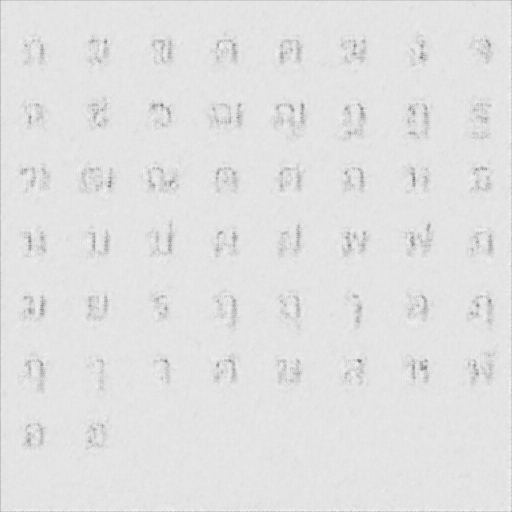 ก ข ฃ ค ฅ ฆ ง จ
ฉ ช ซ ฌ ญ ฎ ฏ ฐ
ฑ ฒ ณ ด ต ถ ท ธ
น บ ป ผ ฝ พ ฟ ภ
ม ย ร ฤ ฤ ๅ ล ฦ
ฦ ๅ ว ศ ษ ส ห ฬ
อ ฮ